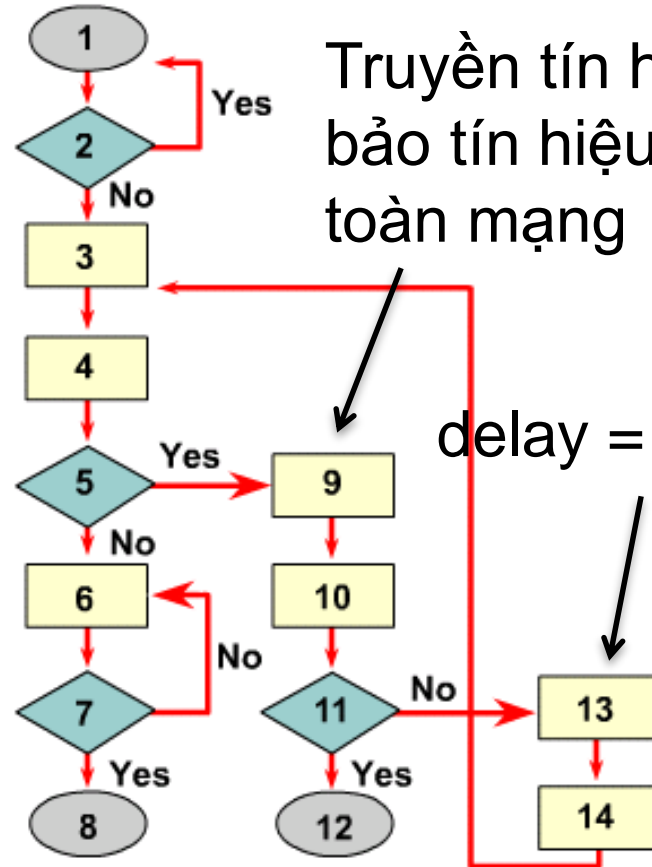 1
Truyền tín h
bảo tín hiệu
toàn mạng
Yes
2
No
3
4
Yes
delay =
5
9
No
6
10
No
No
7
11
13
Yes
Yes
8
12
14